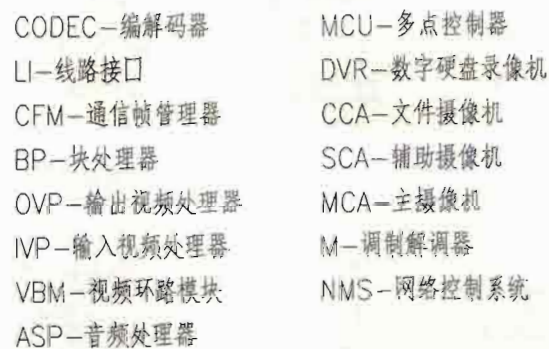 CODEC—编解码器
LI—线路接口
CFM—通信帧管理器
BP—块处理器
OVP—输出视频处理器
IVP—输入视频处理器
VBM—视频环路模块
ASP—音频处理器
MCU—多点控制器
DVR—数字硬盘录像机
CCA—文件摄像机
SCA—辅助摄像机
MCA—主摄像机
M—调制解调器
NMS—网络控制系统